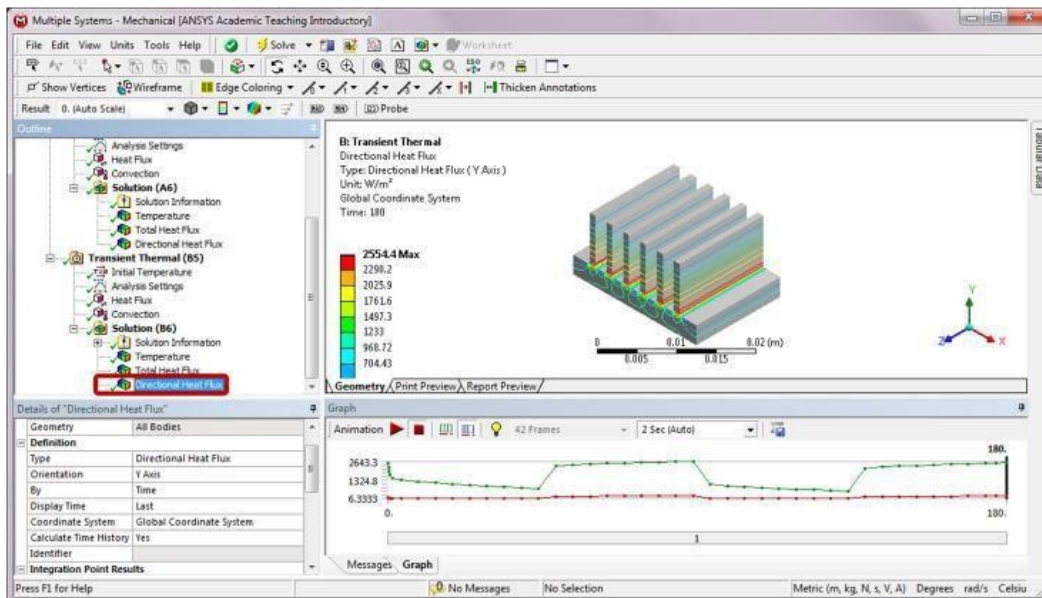 Multiple Systems - Mechanical [ANSYS Academic Teaching Introductory]
File Edit View Units Tools Help Solve A Worksheet
Show Vertices Wireframe Edge Coloring Thicken Annotations
Result 0. (Auto Scale) Probe
Outline
Analysis Settings
Heat Flux
Convection
Solution (A6)
Solution Information
Temperature
Total Heat Flux
Directional Heat Flux
Transient Thermal (B5)
Initial Temperature
Analysis Settings
Heat Flux
Convection
Solution (B6)
Solution Information
Temperature
Total Heat Flux
Directional Heat Flux
B: Transient Thermal
Directional Heat Flux
Type: Directional Heat Flux ( Y Axis )
Unit: W/m²
Global Coordinate System
Time: 180
2554.4 Max
2290.2
2025.9
1761.6
1497.3
1233
968.72
704.43
0 0.01 0.02 (m)
0.005 0.015
Y
Z X
Tabular Data
Geometry Print Preview Report Preview
Details of "Directional Heat Flux"
Geometry All Bodies
Definition
Type Directional Heat Flux
Orientation Y Axis
By Time
Display Time Last
Coordinate System Global Coordinate System
Calculate Time History Yes
Identifier
Integration Point Results
Graph
Animation 42 Frames 2 Sec (Auto)
180.
2643.3
1324.8
6.3333
0. 180.
1
Messages Graph
Press F1 for Help No Messages No Selection Metric (m, kg, N, s, V, A) Degrees rad/s Celsiu